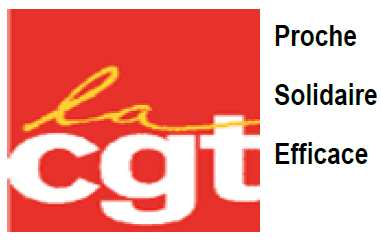 la
cgt
Proche
Solidaire
Efficace